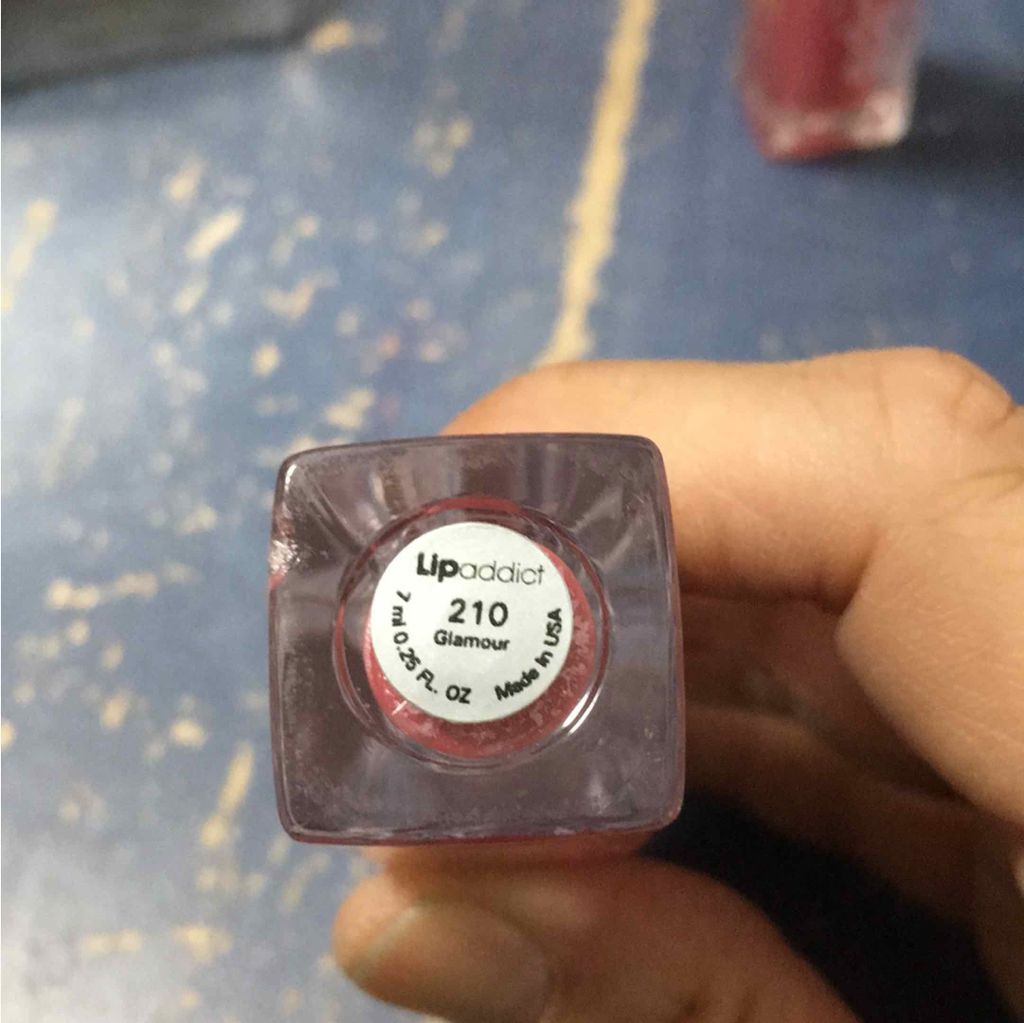 Lipaddict
210
Glamour
7 ml 0.25 FL. OZ
Made In USA